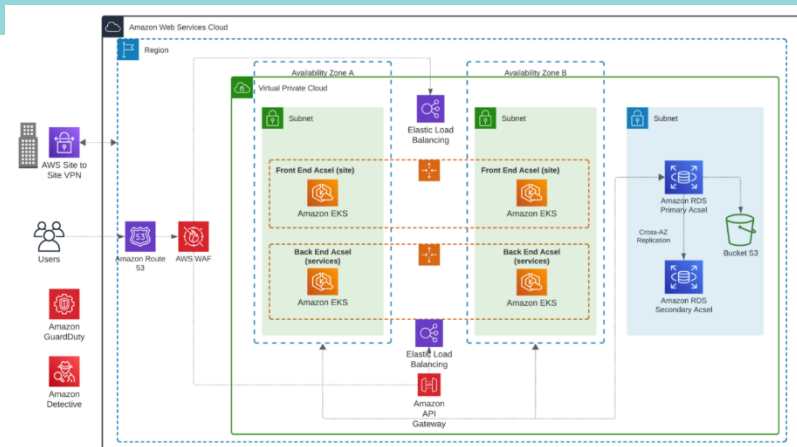 Amazon Web Services Cloud
Region
Availability Zone A
Availability Zone B
Virtual Private Cloud
Subnet
Elastic Load
Balancing
Subnet
Subnet
AWS Site to
Site VPN
Front End Acsel (site)
Amazon EKS
Front End Acsel (site)
Amazon EKS
Amazon RDS
Primary Acsel
Cross-AZ
Replication
Bucket S3
Users
53
Amazon Route
53
AWS WAF
Back End Acsel
(services)
Amazon EKS
Back End Acsel
(services)
Amazon EKS
Amazon RDS
Secondary Acsel
Amazon
GuardDuty
Elastic Load
Balancing
Amazon
Detective
Amazon
API
Gateway